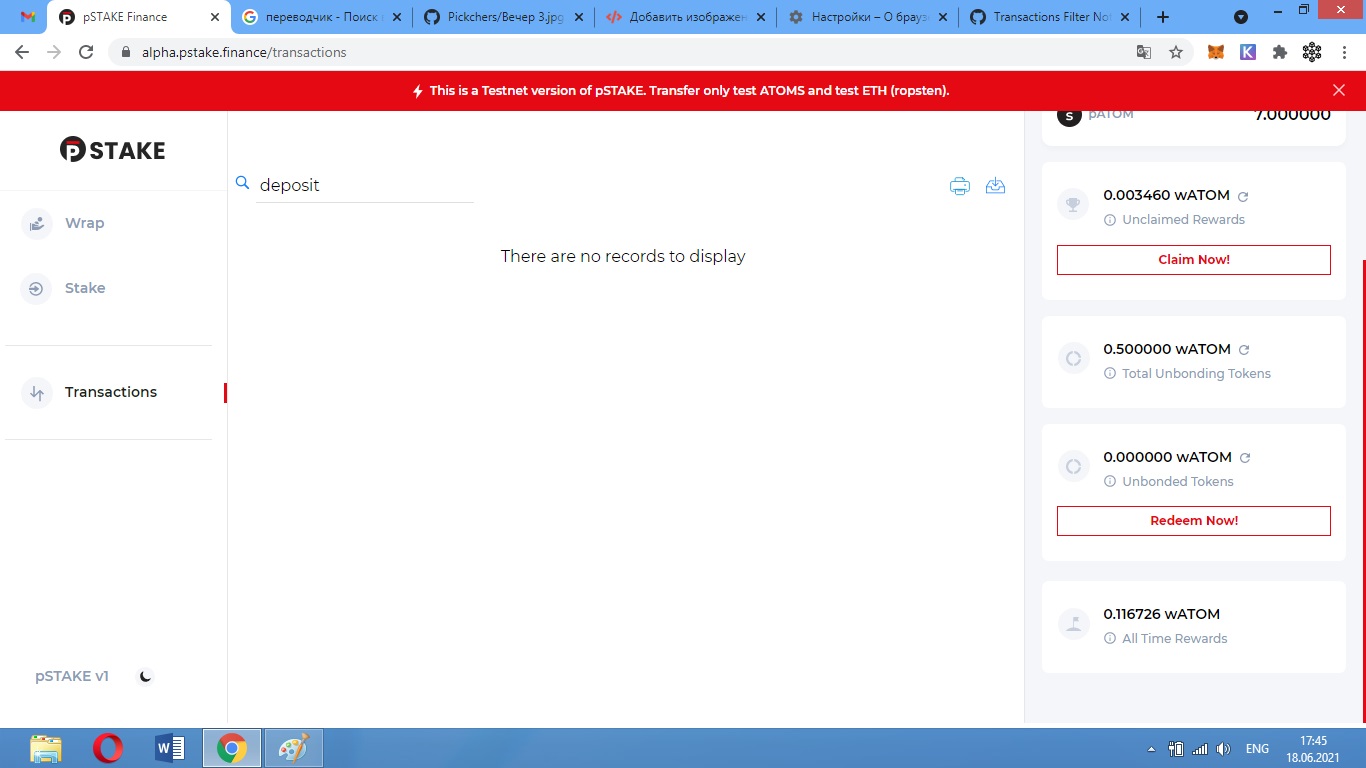 pSTAKE Finance
переводчик - Поиск
Pickchers/Вечер 3.jpg
Добавить изображен
Настройки – О брауз
Transactions Filter No
alpha.pstake.finance/transactions
This is a Testnet version of pSTAKE. Transfer only test ATOMS and test ETH (ropsten).
pSTAKE
Wrap
Stake
Transactions
pSTAKE v1
deposit
There are no records to display
pATOM
7.000000
0.003460 wATOM
Unclaimed Rewards
Claim Now!
0.500000 wATOM
Total Unbonding Tokens
0.000000 wATOM
Unbonded Tokens
Redeem Now!
0.116726 wATOM
All Time Rewards
ENG
17:45
18.06.2021